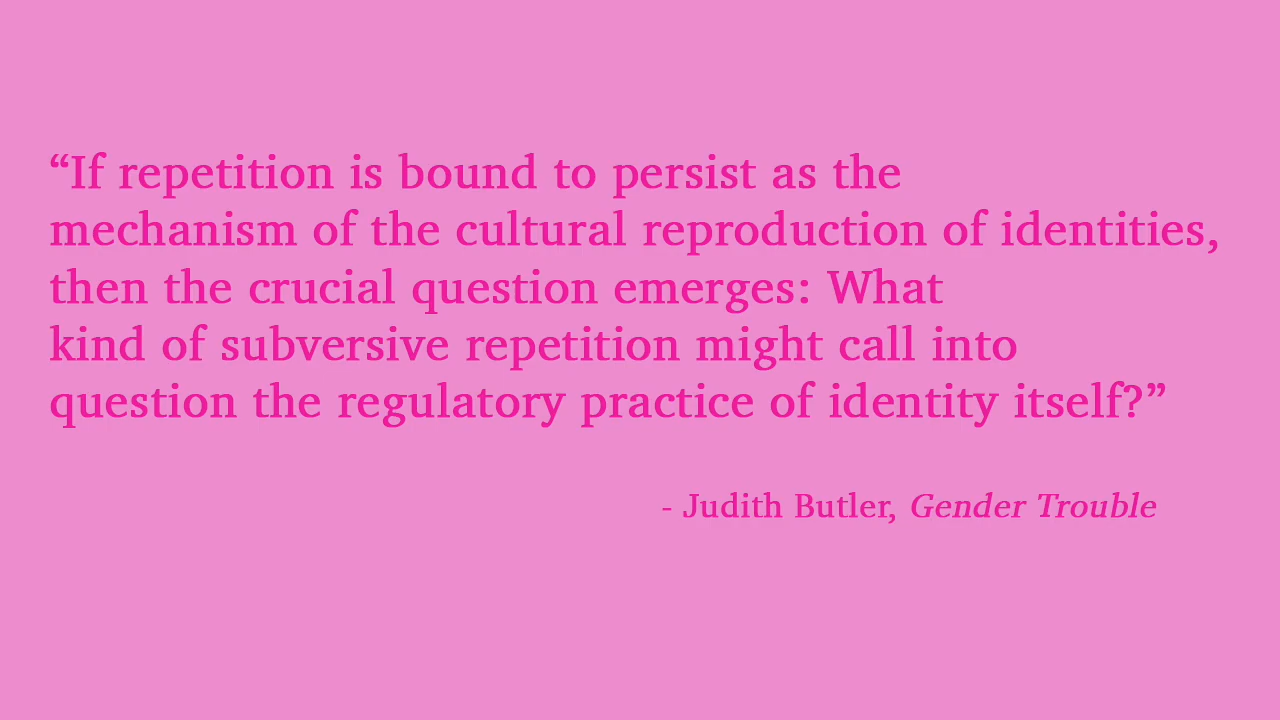 “If repetition is bound to persist as the
mechanism of the cultural reproduction of identities,
then the crucial question emerges: What
kind of subversive repetition might call into
question the regulatory practice of identity itself?”
- Judith Butler, Gender Trouble